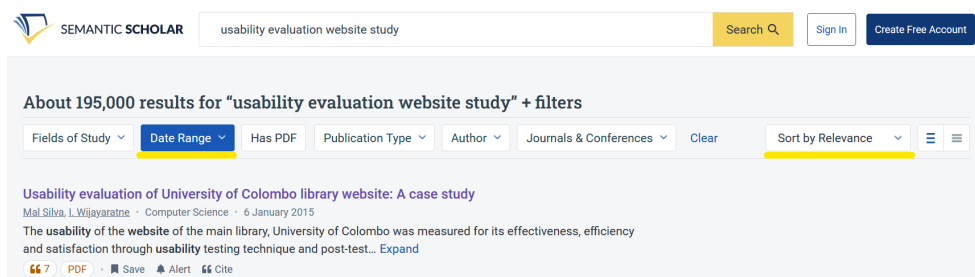 SEMANTIC SCHOLAR usability evaluation website study Search Sign In Create Free Account
About 195,000 results for “usability evaluation website study” + filters
Fields of Study Date Range Has PDF Publication Type Author Journals & Conferences Clear Sort by Relevance
Usability evaluation of University of Colombo library website: A case study
Mal Silva, I. Wijayaratne · Computer Science · 6 January 2015
The usability of the website of the main library, University of Colombo was measured for its effectiveness, efficiency
and satisfaction through usability testing technique and post-test… Expand
7 PDF · Save Alert Cite